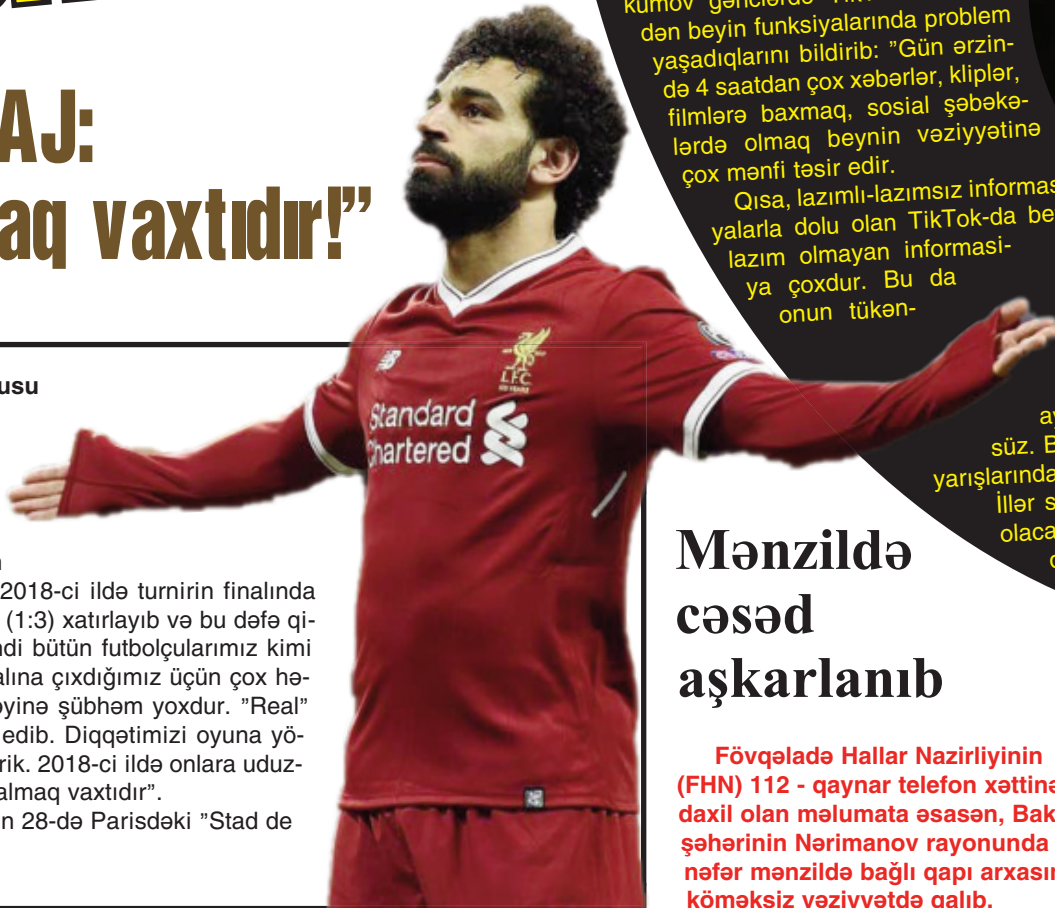 AJ:
aq vaxtıdır!”
usu
2018-ci ildə turnirin finalında
(1:3) xatırlayıb və bu dəfə qi-
ndi bütün futbolçularımız kimi
alına çıxdığımız üçün çox hə-
əyinə şübhəm yoxdur. ”Real”
edib. Diqqətimizi oyuna yö-
rik. 2018-ci ildə onlara uduz-
almaq vaxtıdır”.
n 28-də Parisdəki ”Stad de
L.F.C.
Standard
Chartered
dən beyin funksiyalarında problem
yaşadıqlarını bildirib: ”Gün ərzin-
də 4 saatdan çox xəbərlər, kliplər,
filmlərə baxmaq, sosial şəbəkə-
lərdə olmaq beynin vəziyyətinə
çox mənfi təsir edir.
Qısa, lazımlı-lazımsız informas
yalarla dolu olan TikTok-da be
lazım olmayan informasi-
ya çoxdur. Bu da
onun tükən-
ay
süz. B
yarışlarında
İllər s
olaca
Mənzildə
cəsəd
aşkarlanıb
Fövqəladə Hallar Nazirliyinin
(FHN) 112 - qaynar telefon xəttinə
daxil olan məlumata əsasən, Bak
şəhərinin Nərimanov rayonunda
nəfər mənzildə bağlı qapı arxasın
köməksiz vəziyyətdə qalıb.